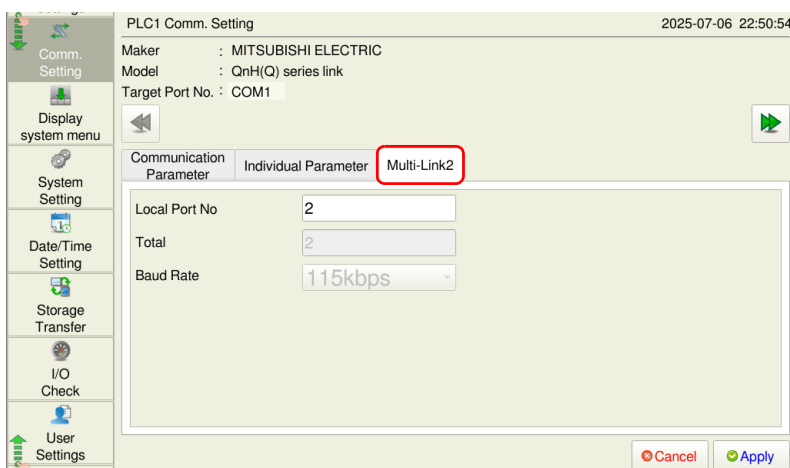 PLC1 Comm. Setting 2025-07-06 22:50:54
Comm.
Setting
Display
system menu
System
Setting
Date/Time
Setting
Storage
Transfer
I/O
Check
User
Settings
Maker : MITSUBISHI ELECTRIC
Model : QnH(Q) series link
Target Port No. : COM1
Communication
Parameter
Individual Parameter
Multi-Link2
Local Port No 2
Total 2
Baud Rate 115kbps
Cancel
Apply